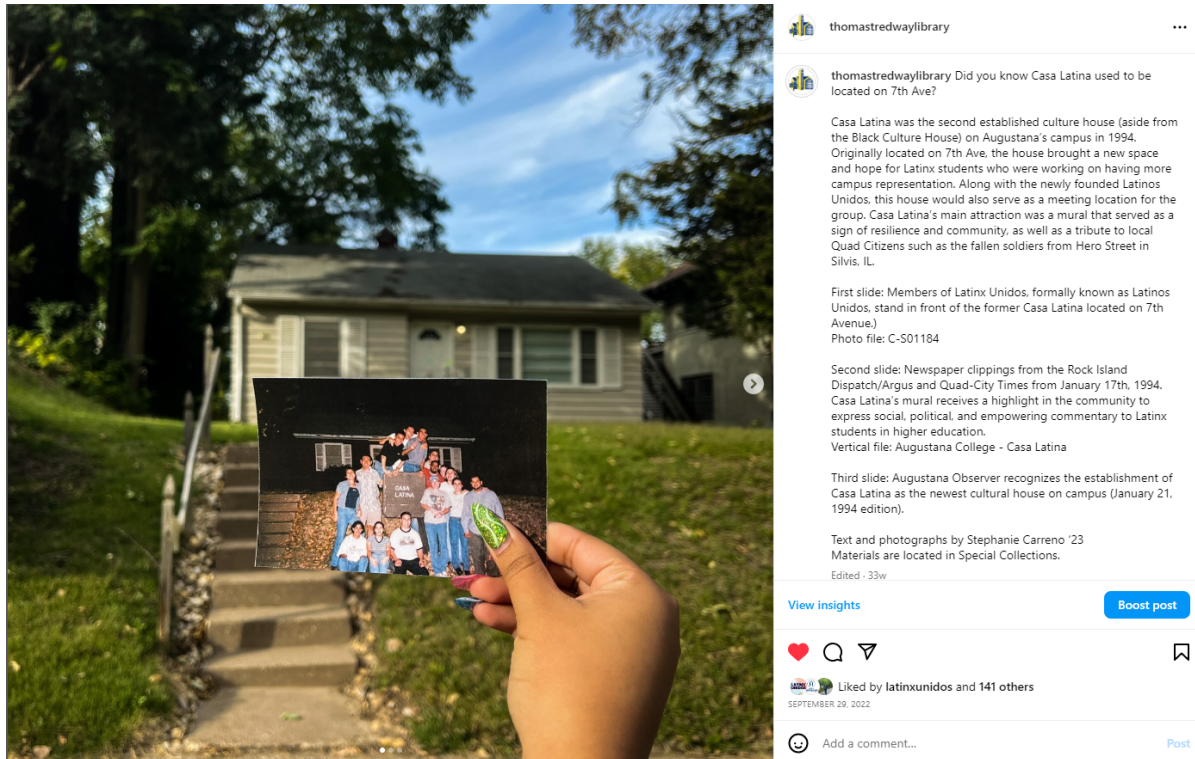 thomastredwaylibrary
thomastredwaylibrary Did you know Casa Latina used to be
located on 7th Ave?
Casa Latina was the second established culture house (aside from
the Black Culture House) on Augustana's campus in 1994.
Originally located on 7th Ave, the house brought a new space
and hope for Latinx students who were working on having more
campus representation. Along with the newly founded Latinos
Unidos, this house would also serve as a meeting location for the
group. Casa Latina's main attraction was a mural that served as a
sign of resilience and community, as well as a tribute to local
Quad Citizens such as the fallen soldiers from Hero Street in
Silvis, IL.
First slide: Members of Latinx Unidos, formally known as Latinos
Unidos, stand in front of the former Casa Latina located on 7th
Avenue.)
Photo file: C-S01184
Second slide: Newspaper clippings from the Rock Island
Dispatch/Argus and Quad-City Times from January 17th, 1994.
Casa Latina's mural receives a highlight in the community to
express social, political, and empowering commentary to Latinx
students in higher education.
Vertical file: Augustana College - Casa Latina
Third slide: Augustana Observer recognizes the establishment of
Casa Latina as the newest cultural house on campus (January 21,
1994 edition).
Text and photographs by Stephanie Carreno '23
Materials are located in Special Collections.
Edited · 33w
View insights
Boost post
Liked by latinxunidos and 141 others
SEPTEMBER 29, 2022
Add a comment...
Post
CASA
LATINA